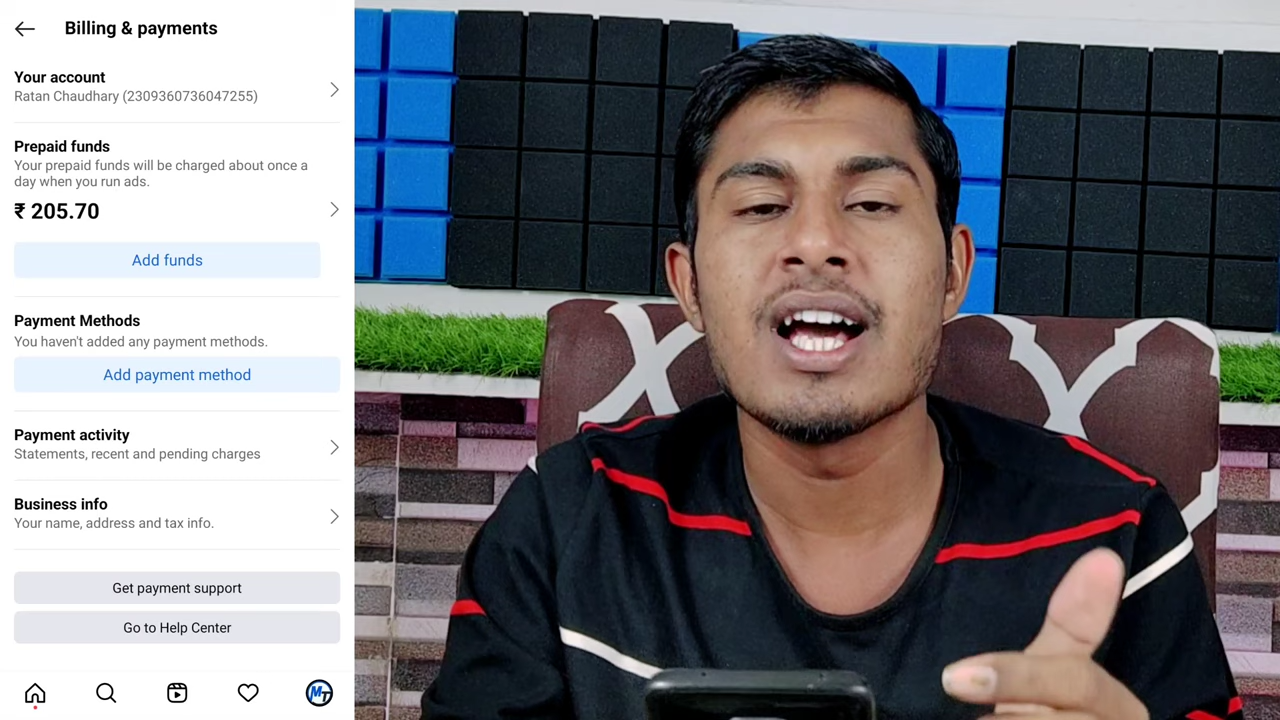 Billing & payments
Your account
Ratan Chaudhary (2309360736047255)
Prepaid funds
Your prepaid funds will be charged about once a
day when you run ads.
₹ 205.70
Add funds
Payment Methods
You haven't added any payment methods.
Add payment method
Payment activity
Statements, recent and pending charges
Business info
Your name, address and tax info.
Get payment support
Go to Help Center
MT